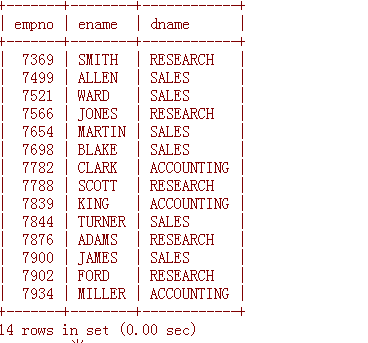 +-------+--------+------------+
| empno | ename | dname |
+-------+--------+------------+
| 7369 | SMITH | RESEARCH |
| 7499 | ALLEN | SALES |
| 7521 | WARD | SALES |
| 7566 | JONES | RESEARCH |
| 7654 | MARTIN | SALES |
| 7698 | BLAKE | SALES |
| 7782 | CLARK | ACCOUNTING |
| 7788 | SCOTT | RESEARCH |
| 7839 | KING | ACCOUNTING |
| 7844 | TURNER | SALES |
| 7876 | ADAMS | RESEARCH |
| 7900 | JAMES | SALES |
| 7902 | FORD | RESEARCH |
| 7934 | MILLER | ACCOUNTING |
+-------+--------+------------+
14 rows in set (0.00 sec)